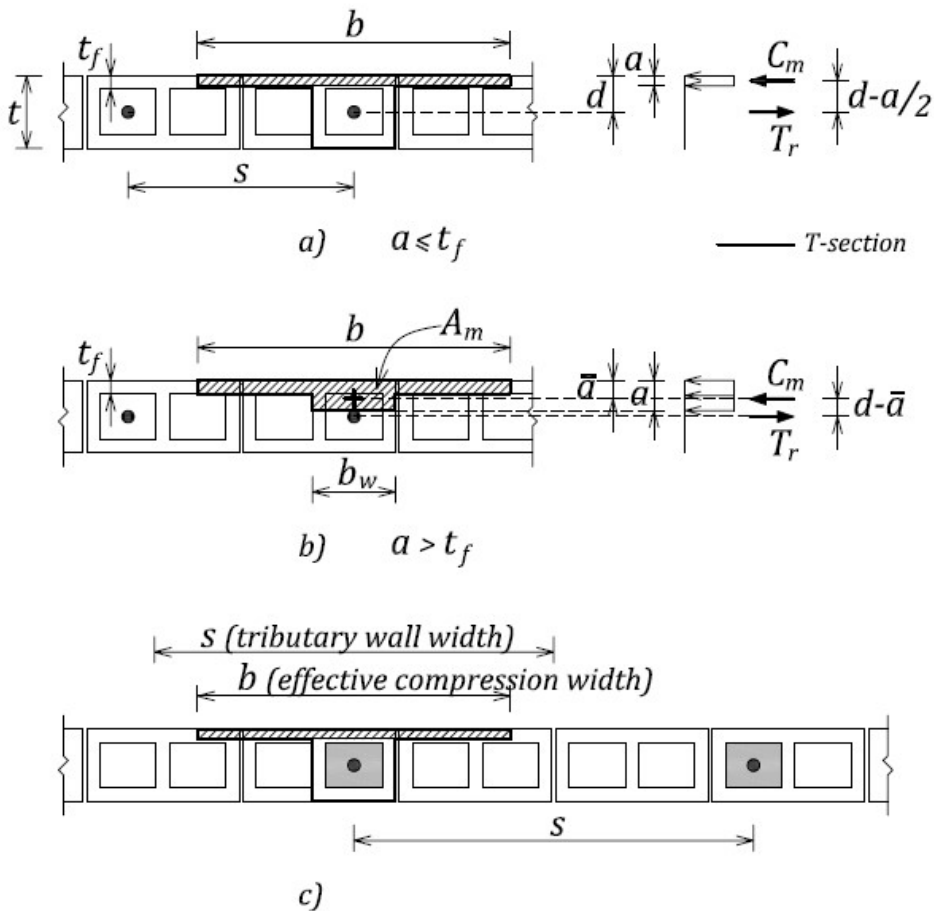 b
t_f
t
d
a
C_m
T_r
d-a/2
s
a) a ≤ t_f
T-section
b
A_m
t_f
ā
a
C_m
T_r
d-ā
b_w
b) a > t_f
s (tributary wall width)
b (effective compression width)
s
c)